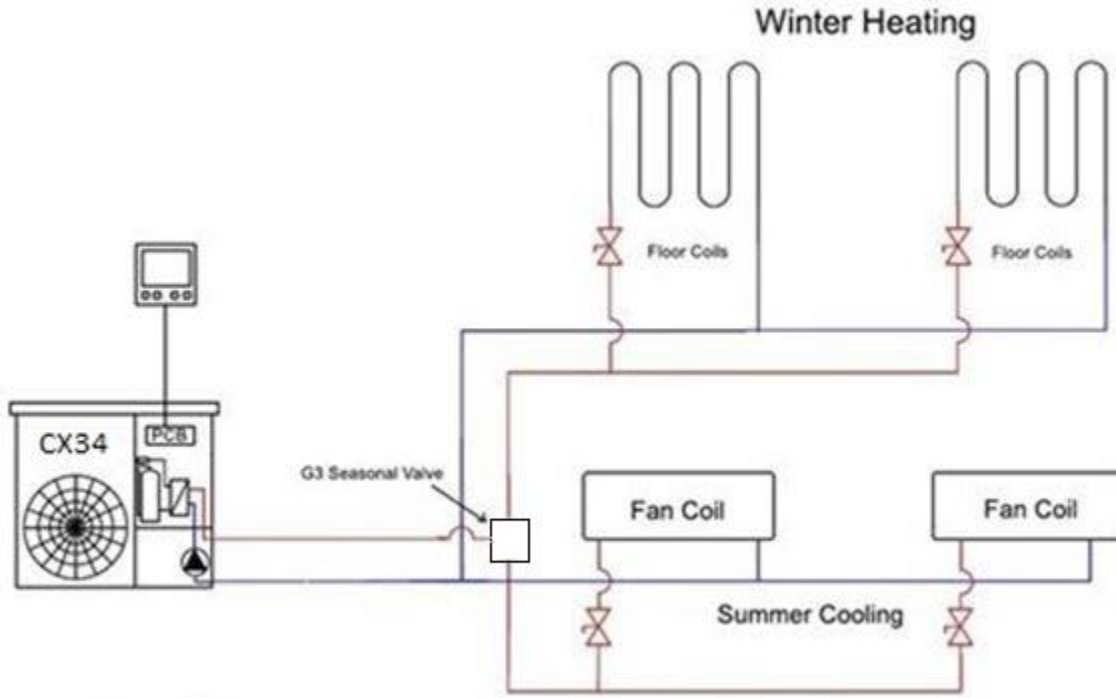 Winter Heating
Floor Coils
Floor Coils
CX34
PCB
G3 Seasonal Valve
Fan Coil
Fan Coil
Summer Cooling